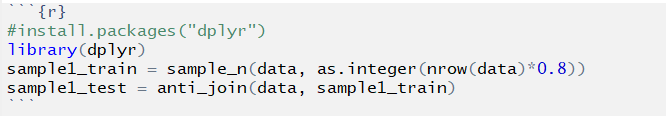 ```{r}
#install.packages("dplyr")
library(dplyr)
sample1_train = sample_n(data, as.integer(nrow(data)*0.8))
sample1_test = anti_join(data, sample1_train)
```